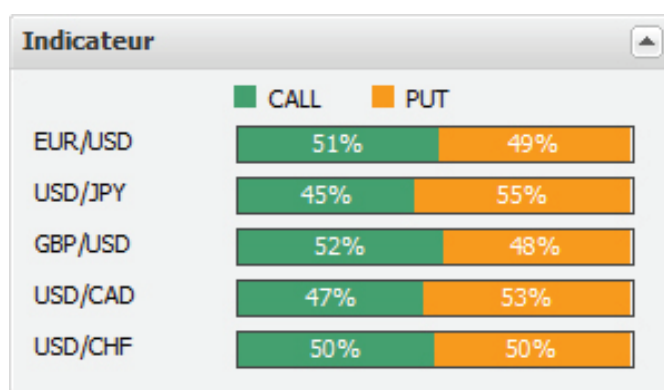 Indicateur
CALL PUT
EUR/USD 51% 49%
USD/JPY 45% 55%
GBP/USD 52% 48%
USD/CAD 47% 53%
USD/CHF 50% 50%